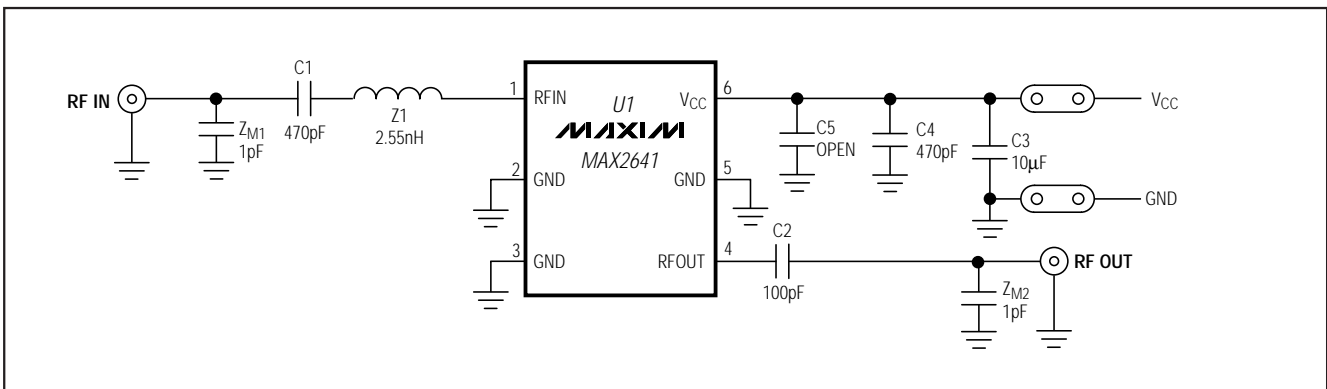 RF IN
ZM1
1pF
C1
470pF
Z1
2.55nH
1
RFIN
2
GND
3
GND
U1
MAXIM
MAX2641
VCC
6
GND
5
RFOUT
4
C5
OPEN
C4
470pF
C3
10μF
VCC
GND
C2
100pF
ZM2
1pF
RF OUT